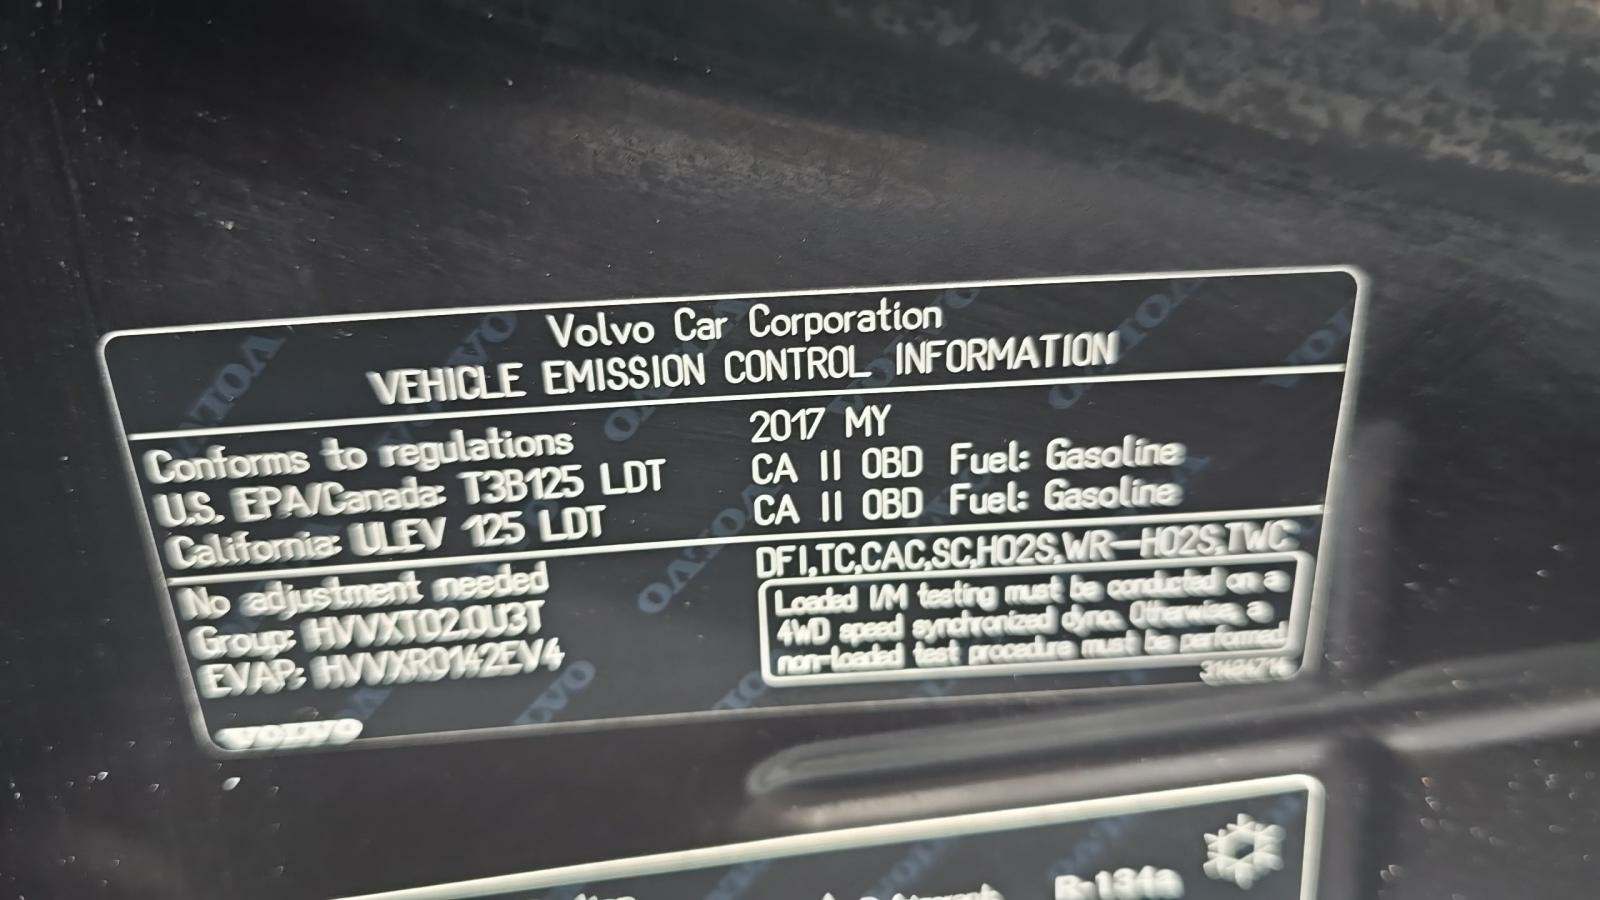 Volvo Car Corporation
VEHICLE EMISSION CONTROL INFORMATION
Conforms to regulations 2017 MY
U.S. EPA/Canada: T3B125 LDT CA II OBD Fuel: Gasoline
California: ULEV 125 LDT CA II OBD Fuel: Gasoline
No adjustment needed DFI,TC,CAC,SC,HO2S,WR-HO2S,TWC
Group: HVVXT02.0U3T
EVAP: HVVXR0142EV4
Loaded I/M testing must be conducted on a
4WD speed synchronized dyno. Otherwise, a
non-loaded test procedure must be performed
VOLVO
R-134a